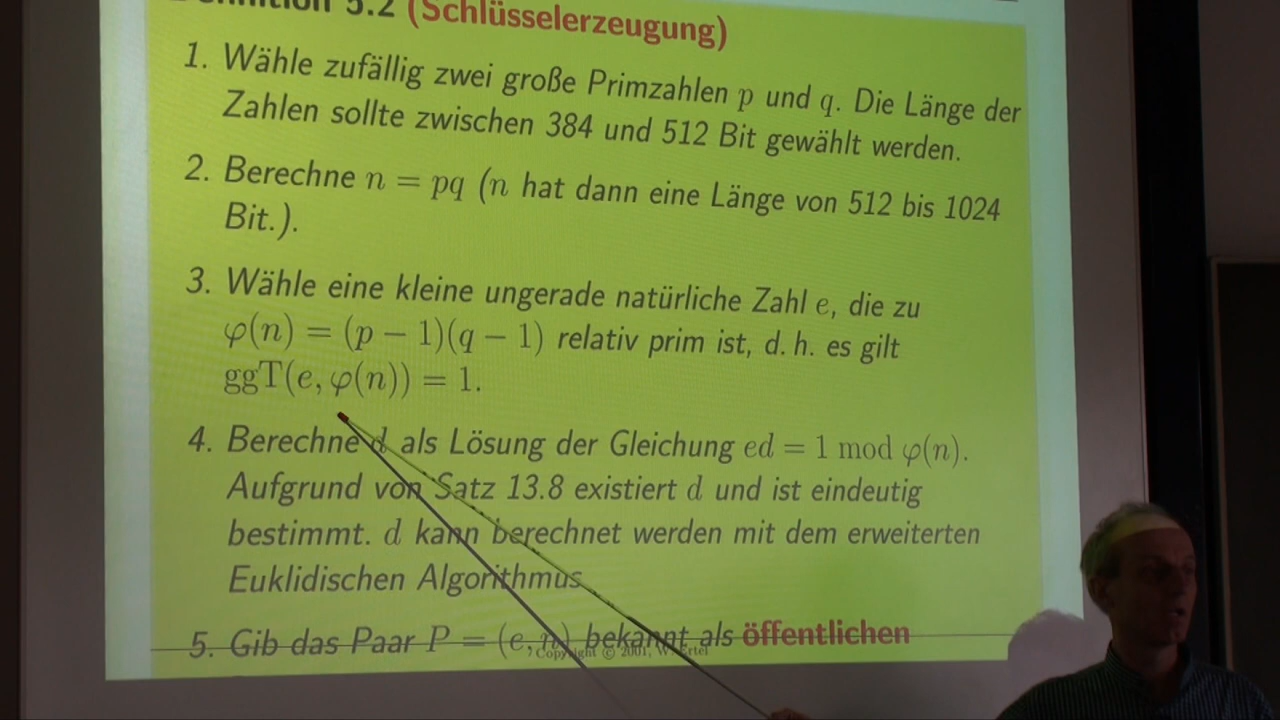 Definition 5.2 (Schlüsselerzeugung)
1. Wähle zufällig zwei große Primzahlen p und q. Die Länge der
Zahlen sollte zwischen 384 und 512 Bit gewählt werden.
2. Berechne n = pq (n hat dann eine Länge von 512 bis 1024
Bit.).
3. Wähle eine kleine ungerade natürliche Zahl e, die zu
φ(n) = (p − 1)(q − 1) relativ prim ist, d. h. es gilt
ggT(e, φ(n)) = 1.
4. Berechne d als Lösung der Gleichung ed = 1 mod φ(n).
Aufgrund von Satz 13.8 existiert d und ist eindeutig
bestimmt. d kann berechnet werden mit dem erweiterten
Euklidischen Algorithmus
5. Gib das Paar P = (e, n) bekannt als öffentlichen
Copyright © 2001, W. Ertel